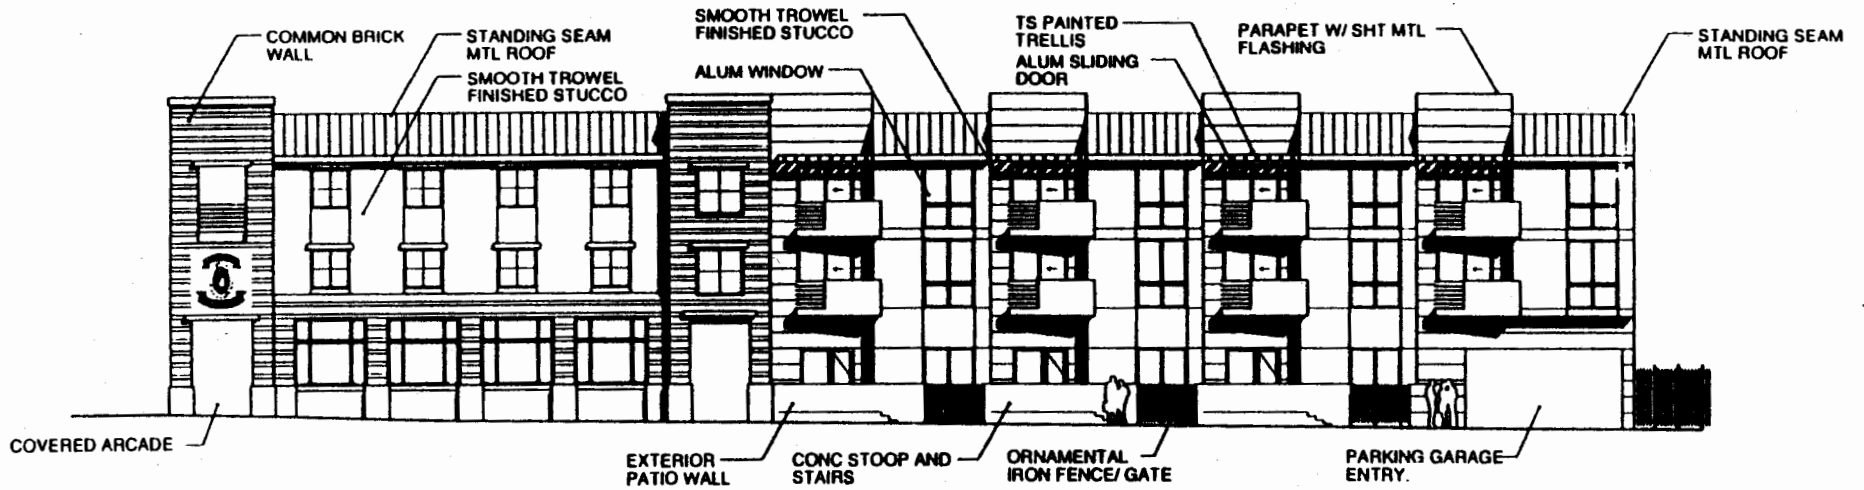 COMMON BRICK
WALL
STANDING SEAM
MTL ROOF
SMOOTH TROWEL
FINISHED STUCCO
SMOOTH TROWEL
FINISHED STUCCO
ALUM WINDOW
TS PAINTED
TRELLIS
ALUM SLIDING
DOOR
PARAPET W/ SHT MTL
FLASHING
STANDING SEAM
MTL ROOF
COVERED ARCADE
EXTERIOR
PATIO WALL
CONC STOOP AND
STAIRS
ORNAMENTAL
IRON FENCE/ GATE
PARKING GARAGE
ENTRY.